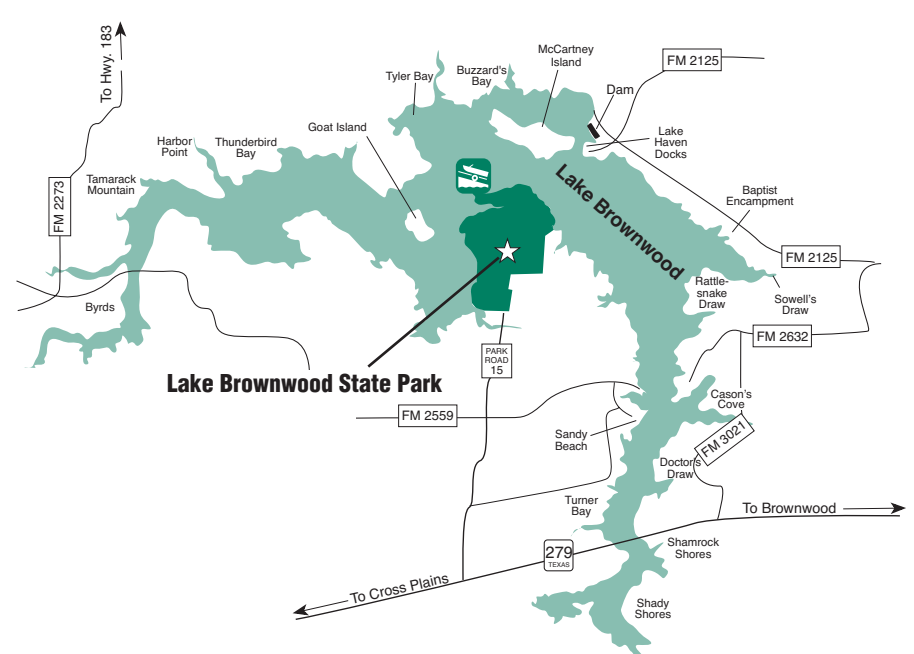 To Hwy. 183
McCartney
Island
FM 2125
Buzzard's
Bay
Tyler Bay
Dam
Goat Island
Lake
Haven
Docks
Harbor
Point
Thunderbird
Bay
Tamarack
Mountain
FM 2273
Lake Brownwood
Baptist
Encampment
FM 2125
Rattle-
snake
Draw
Sowell's
Draw
Byrds
FM 2632
PARK
ROAD
15
Lake Brownwood State Park
Cason's
Cove
FM 2559
FM 3021
Sandy
Beach
Doctor's
Draw
Turner
Bay
To Brownwood
279
TEXAS
Shamrock
Shores
To Cross Plains
Shady
Shores